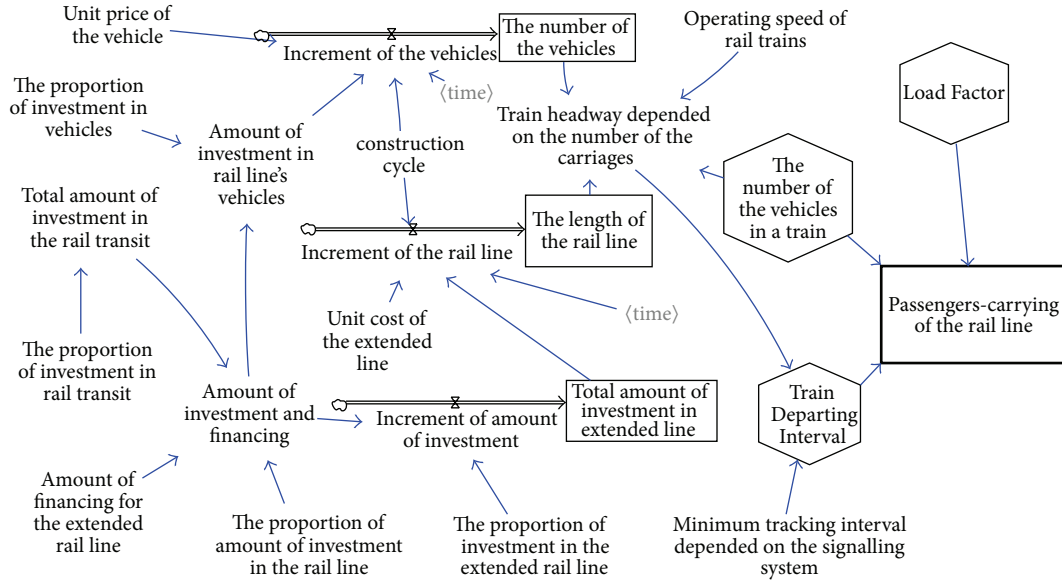 Unit price of
the vehicle
Increment of the vehicles
The number of
the vehicles
Operating speed of
rail trains
Load Factor
The proportion
of investment in
vehicles
⟨time⟩
Amount of
investment in
rail line's
vehicles
construction
cycle
Train headway depended
on the number of the
carriages
The
number of
the vehicles
in a train
Total amount of
investment in
the rail transit
Increment of the rail line
The length of
the rail line
Passengers-carrying
of the rail line
Unit cost of
the extended
line
⟨time⟩
The proportion
of investment in
rail transit
Amount of
investment and
financing
Increment of amount
of investment
Total amount of
investment in
extended line
Train
Departing
Interval
Amount of
financing for
the extended
rail line
The proportion of
amount of investment
in the rail line
The proportion of
investment in the
extended rail line
Minimum tracking interval
depended on the signalling
system